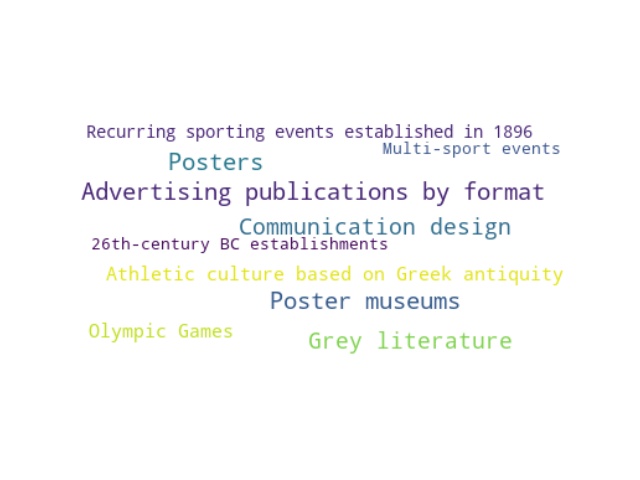 Recurring sporting events established in 1896
Multi-sport events
Posters
Advertising publications by format
Communication design
26th-century BC establishments
Athletic culture based on Greek antiquity
Poster museums
Olympic Games
Grey literature